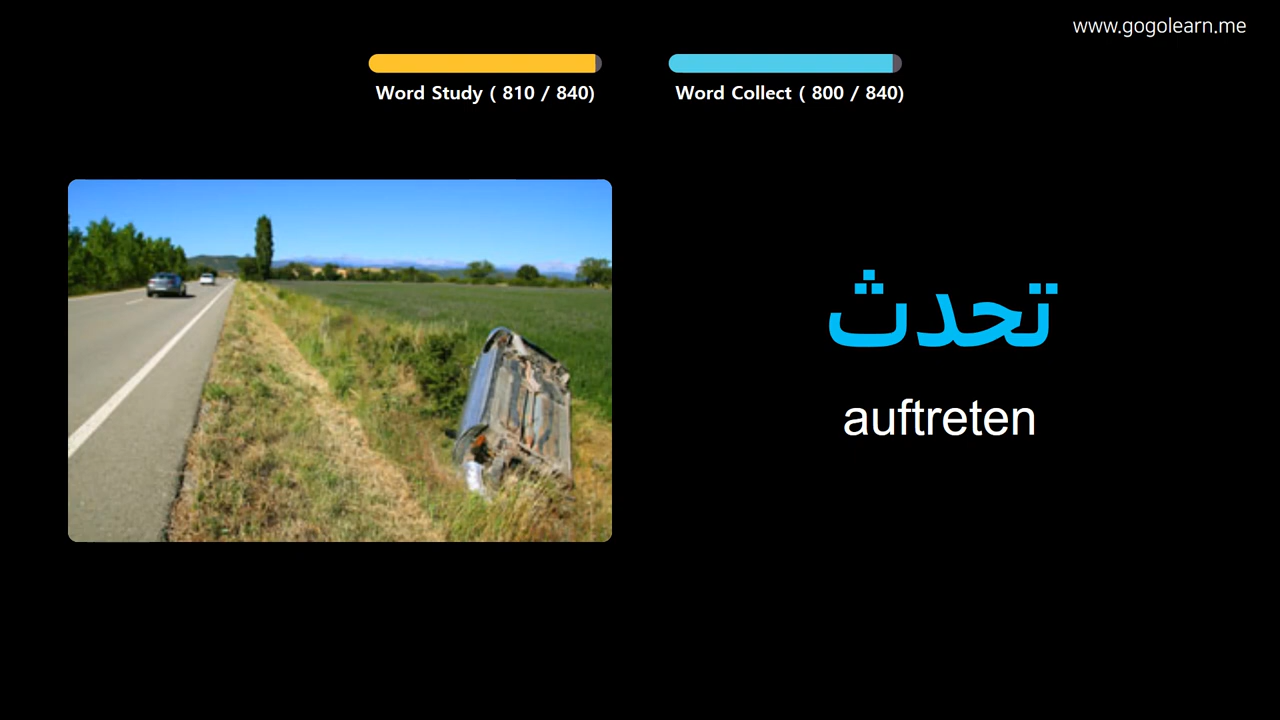 www.gogolearn.me
Word Study ( 810 / 840)
Word Collect ( 800 / 840)
تحدث
auftreten